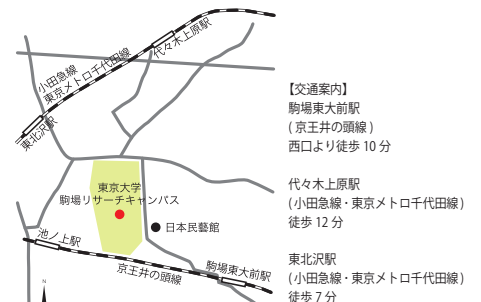 代々木上原駅
小田急線
東京メトロ千代田線
東北沢駅
東京大学
駒場リサーチキャンパス
日本民藝館
池ノ上駅
京王井の頭線
駒場東大前駅
N
【交通案内】
駒場東大前駅
( 京王井の頭線 )
西口より徒歩 10 分
代々木上原駅
( 小田急線・東京メトロ千代田線 )
徒歩 12 分
東北沢駅
( 小田急線・東京メトロ千代田線 )
徒歩 7 分